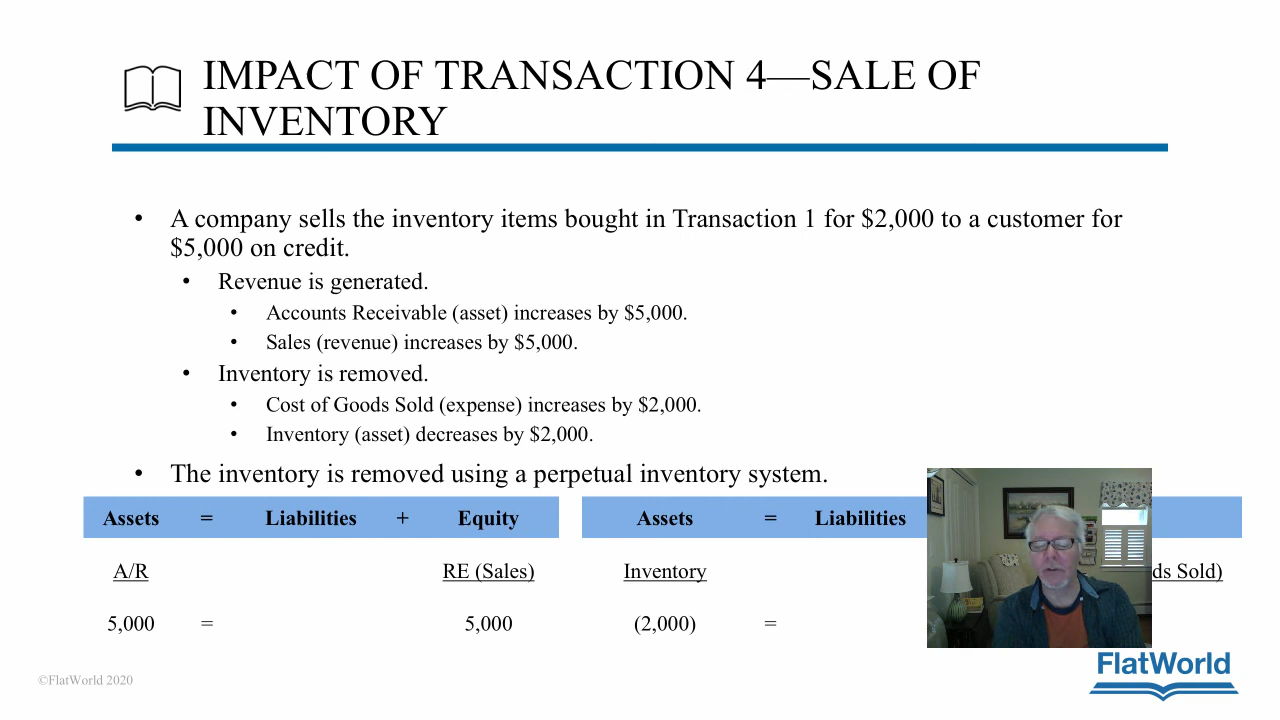 IMPACT OF TRANSACTION 4—SALE OF
INVENTORY
• A company sells the inventory items bought in Transaction 1 for $2,000 to a customer for
$5,000 on credit.
• Revenue is generated.
• Accounts Receivable (asset) increases by $5,000.
• Sales (revenue) increases by $5,000.
• Inventory is removed.
• Cost of Goods Sold (expense) increases by $2,000.
• Inventory (asset) decreases by $2,000.
• The inventory is removed using a perpetual inventory system.
Assets = Liabilities + Equity Assets = Liabilities
A/R RE (Sales) Inventory Sold)
5,000 = 5,000 (2,000) =
FlatWorld
©FlatWorld 2020